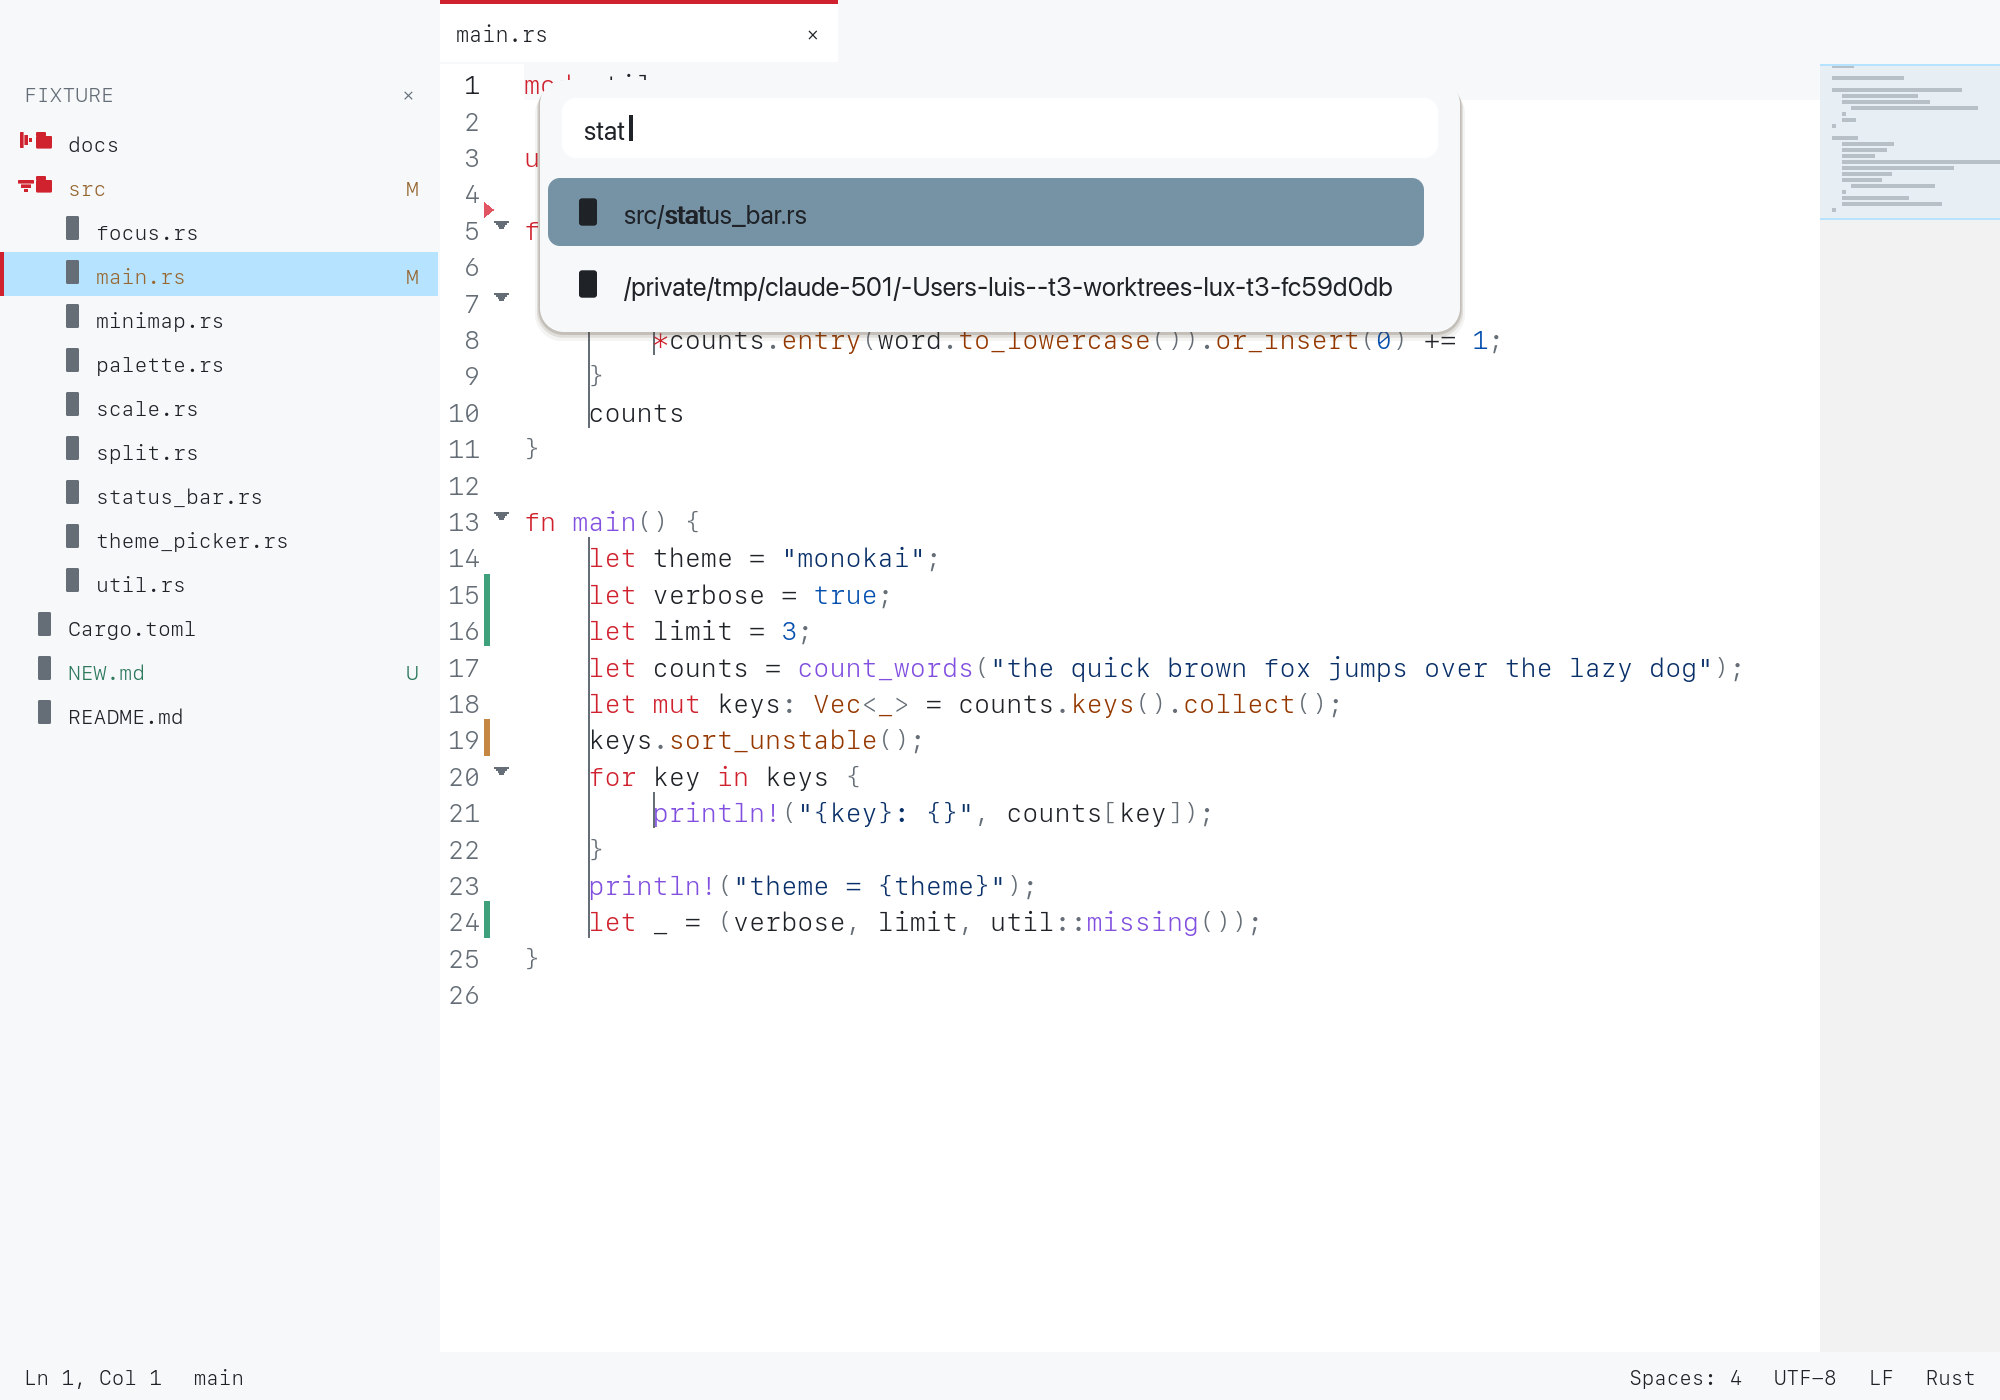 main.rs ×
FIXTURE ×
docs
src M
focus.rs
main.rs M
minimap.rs
palette.rs
scale.rs
split.rs
status_bar.rs
theme_picker.rs
util.rs
Cargo.toml
NEW.md U
README.md
stat
src/status_bar.rs
/private/tmp/claude-501/-Users-luis--t3-worktrees-lux-t3-fc59d0db
1
2
3 u
4
5 f
6
7
8 *counts.entry(word.to_lowercase()).or_insert(0) += 1;
9 }
10 counts
11 }
12
13 fn main() {
14 let theme = "monokai";
15 let verbose = true;
16 let limit = 3;
17 let counts = count_words("the quick brown fox jumps over the lazy dog");
18 let mut keys: Vec<_> = counts.keys().collect();
19 keys.sort_unstable();
20 for key in keys {
21 println!("{key}: {}", counts[key]);
22 }
23 println!("theme = {theme}");
24 let _ = (verbose, limit, util::missing());
25 }
26
Ln 1, Col 1 main
Spaces: 4 UTF-8 LF Rust